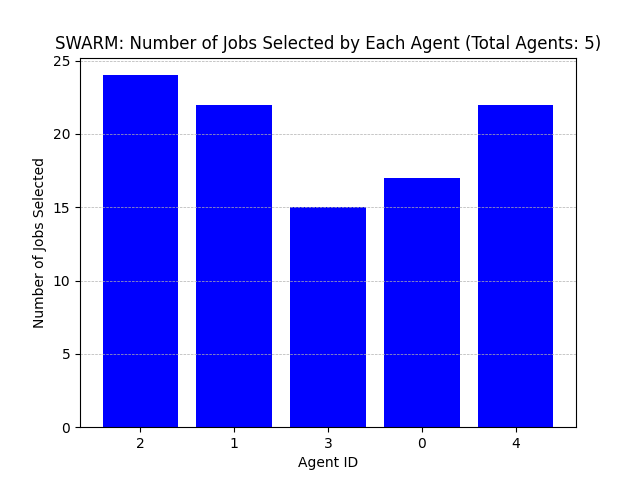 SWARM: Number of Jobs Selected by Each Agent (Total Agents: 5)
25
20
15
10
5
0
Number of Jobs Selected
2 1 3 0 4
Agent ID